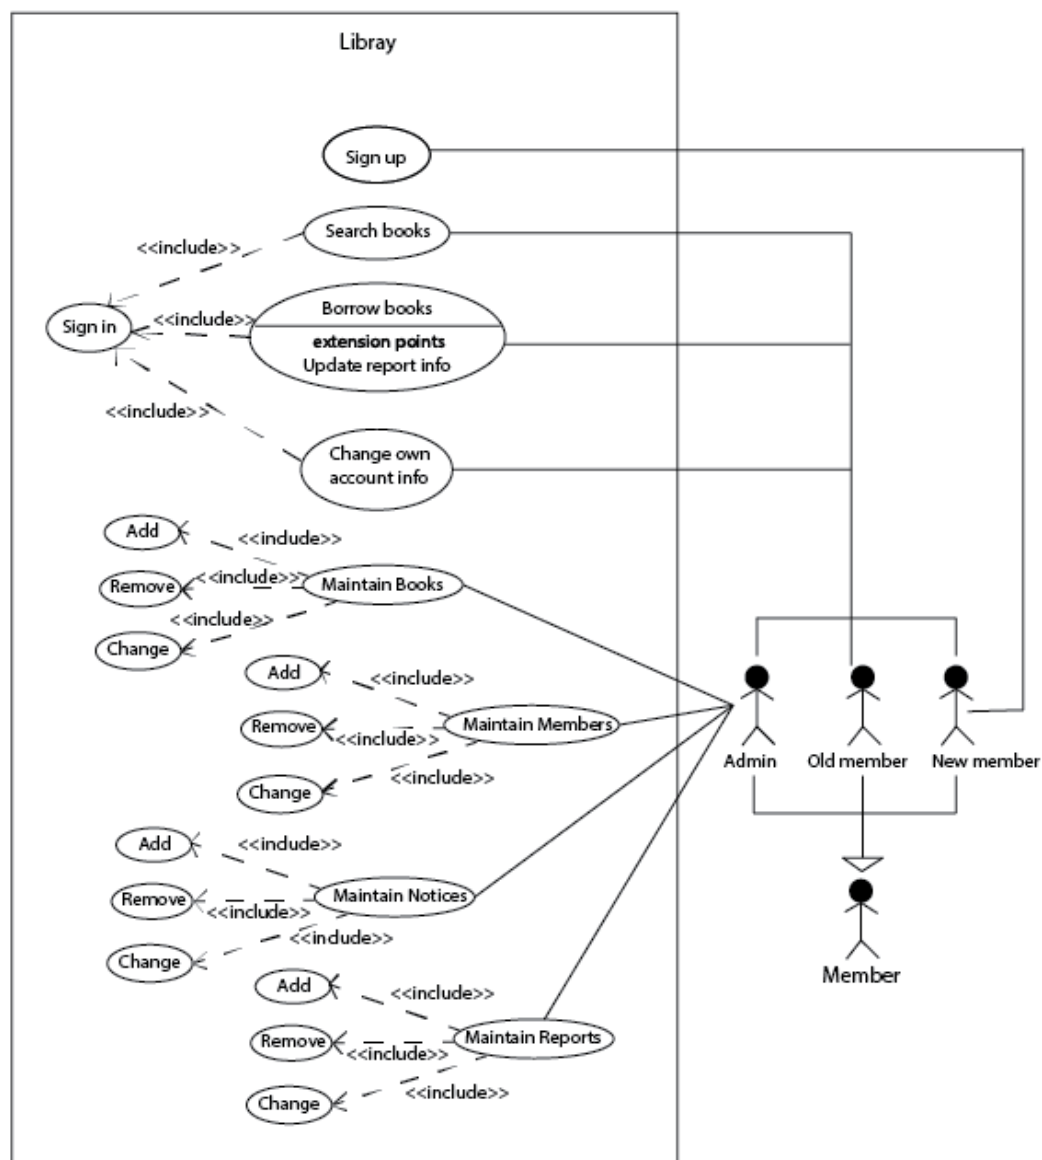 Libray
Sign up
Search books
<<include>>
Borrow books
<<include>>
Sign in
extension points
Update report info
<<include>>
Change own
account info
Add
<<include>>
Remove
<<include>>
Maintain Books
<<include>>
Change
Add
<<include>>
Remove
<<include>>
Maintain Members
Change
<<include>>
Admin
Old member
New member
Add
<<include>>
Remove
<<include>>
Maintain Notices
<<include>>
Change
Member
Add
<<include>>
Remove
<<include>>
Maintain Reports
<<include>>
Change